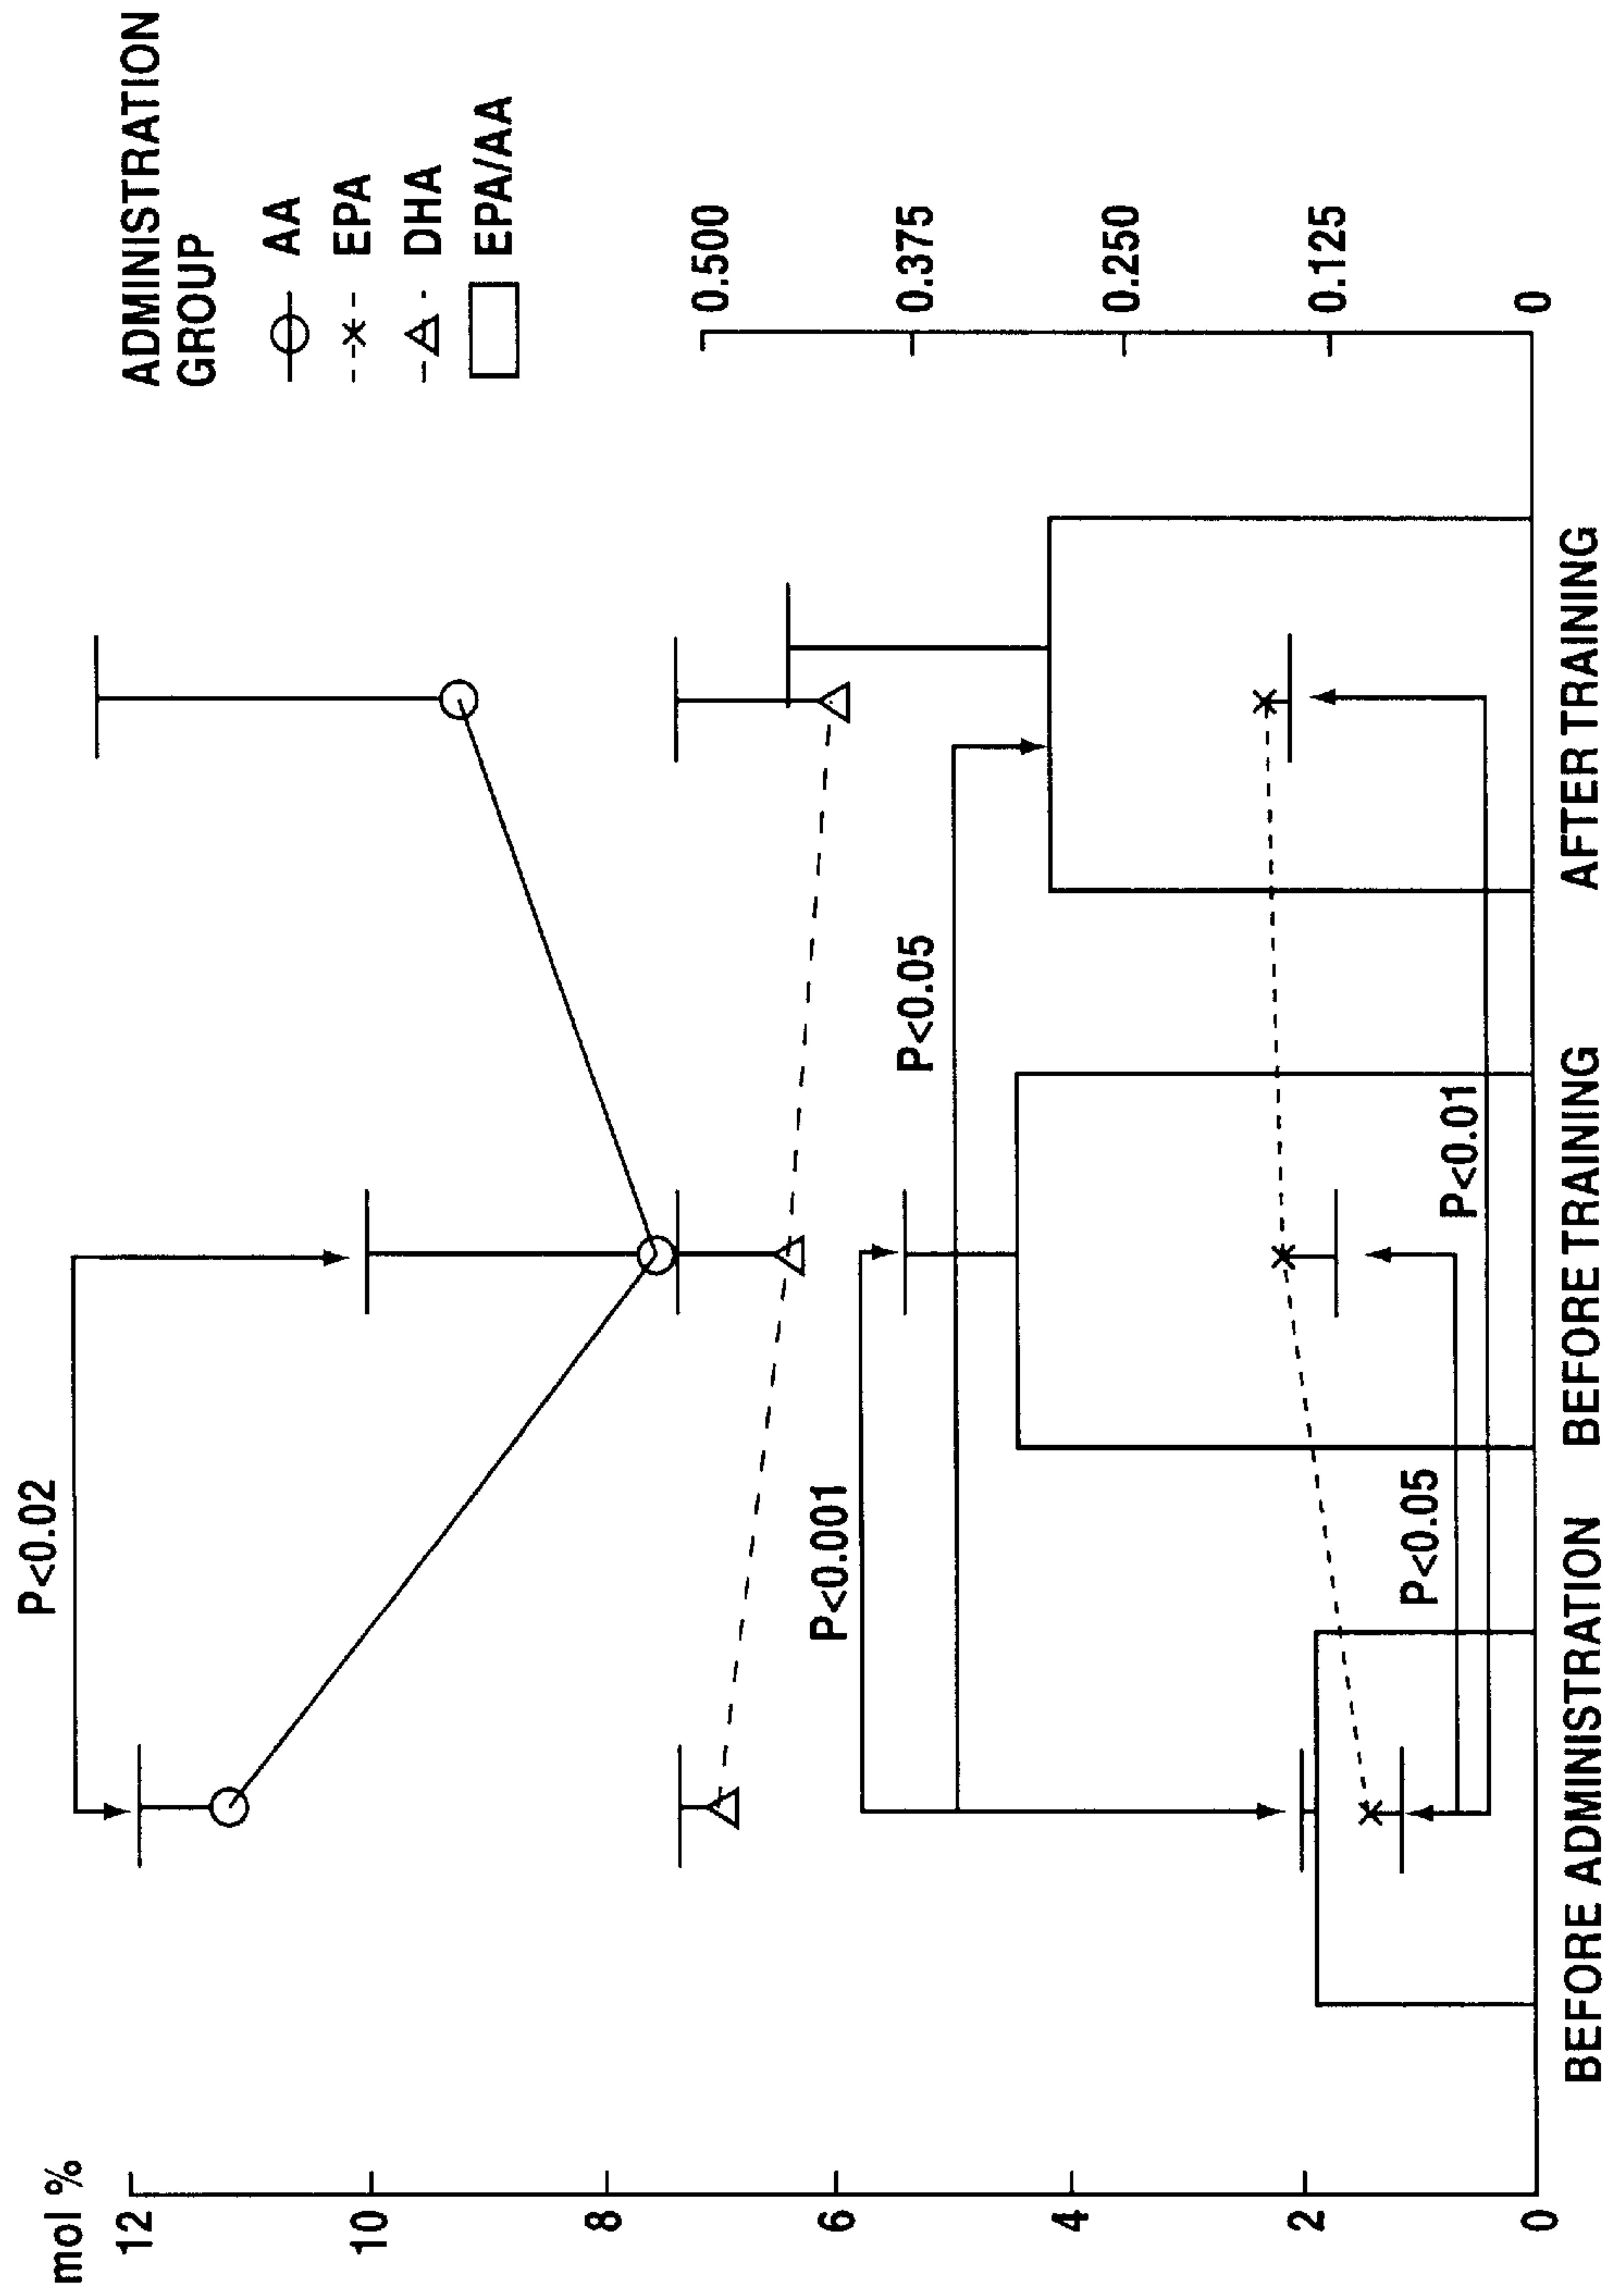 mol %
12
10
8
6
4
2
0
P<0.02
P<0.001
P<0.05
P<0.05
P<0.01
BEFORE ADMINISTRATION
BEFORE TRAINING
AFTER TRAINING
0.500
0.375
0.250
0.125
0
ADMINISTRATION
GROUP
AA
EPA
DHA
EPA/AA